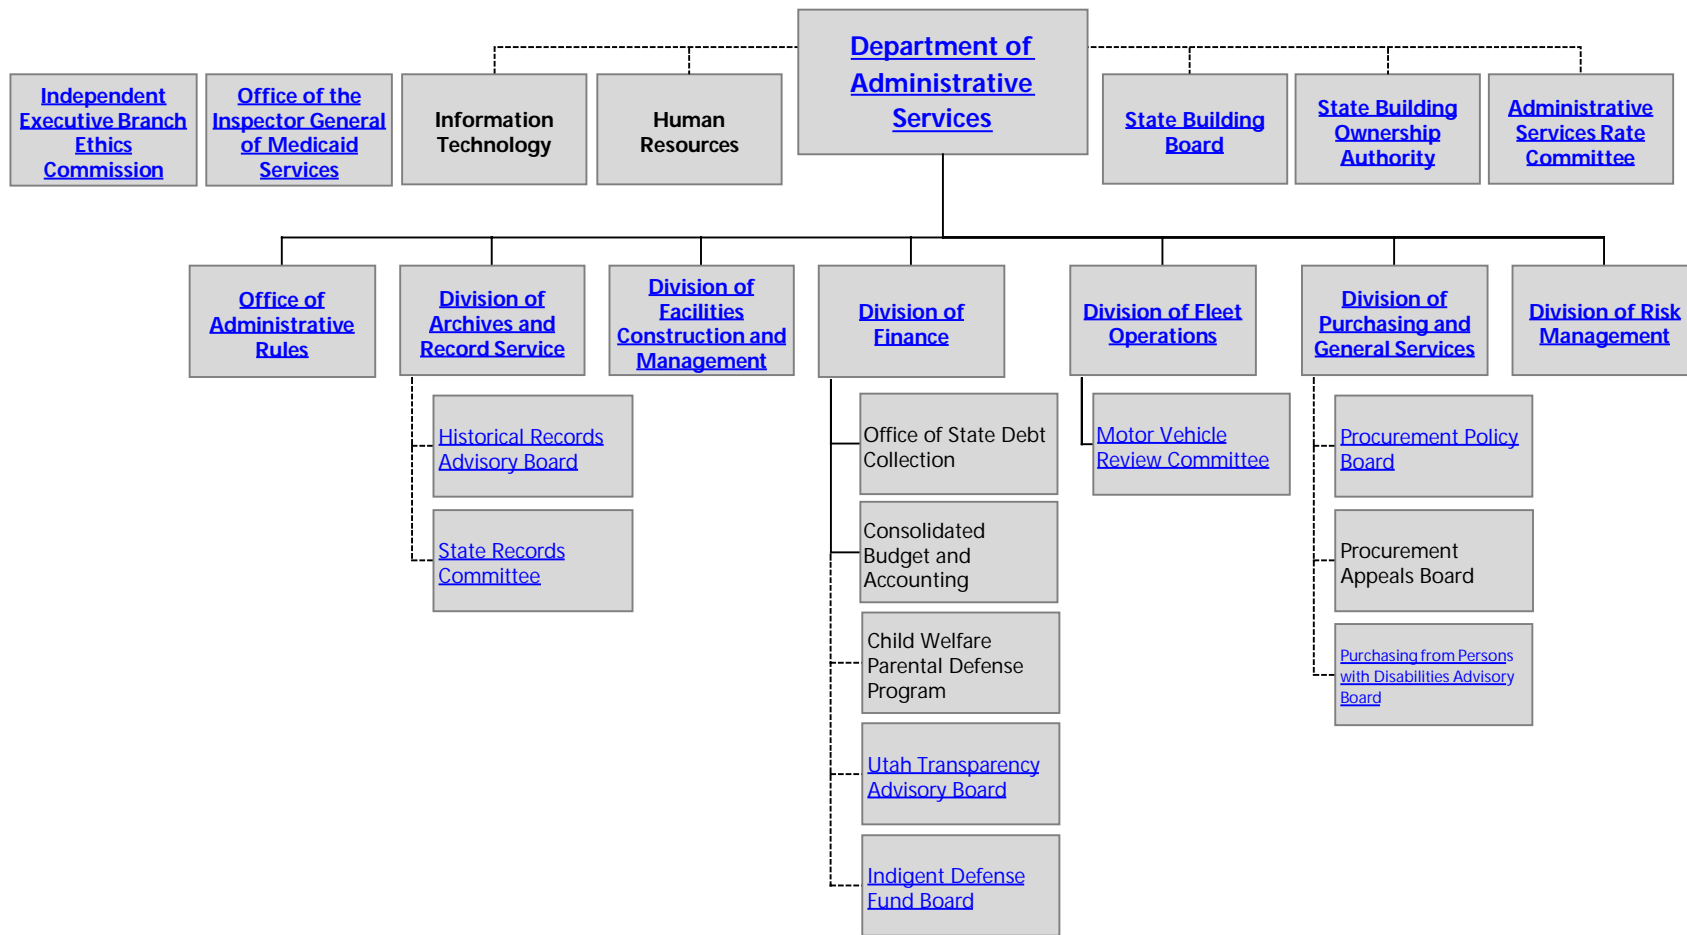 Department of
Administrative
Services
Independent
Executive Branch
Ethics
Commission
Office of the
Inspector General
of Medicaid
Services
Information
Technology
Human
Resources
State Building
Board
State Building
Ownership
Authority
Administrative
Services Rate
Committee
Office of
Administrative
Rules
Division of
Archives and
Record Service
Division of
Facilities
Construction and
Management
Division of
Finance
Division of Fleet
Operations
Division of
Purchasing and
General Services
Division of Risk
Management
Historical Records
Advisory Board
State Records
Committee
Office of State Debt
Collection
Consolidated
Budget and
Accounting
Child Welfare
Parental Defense
Program
Utah Transparency
Advisory Board
Indigent Defense
Fund Board
Motor Vehicle
Review Committee
Procurement Policy
Board
Procurement
Appeals Board
Purchasing from Persons
with Disabilities Advisory
Board